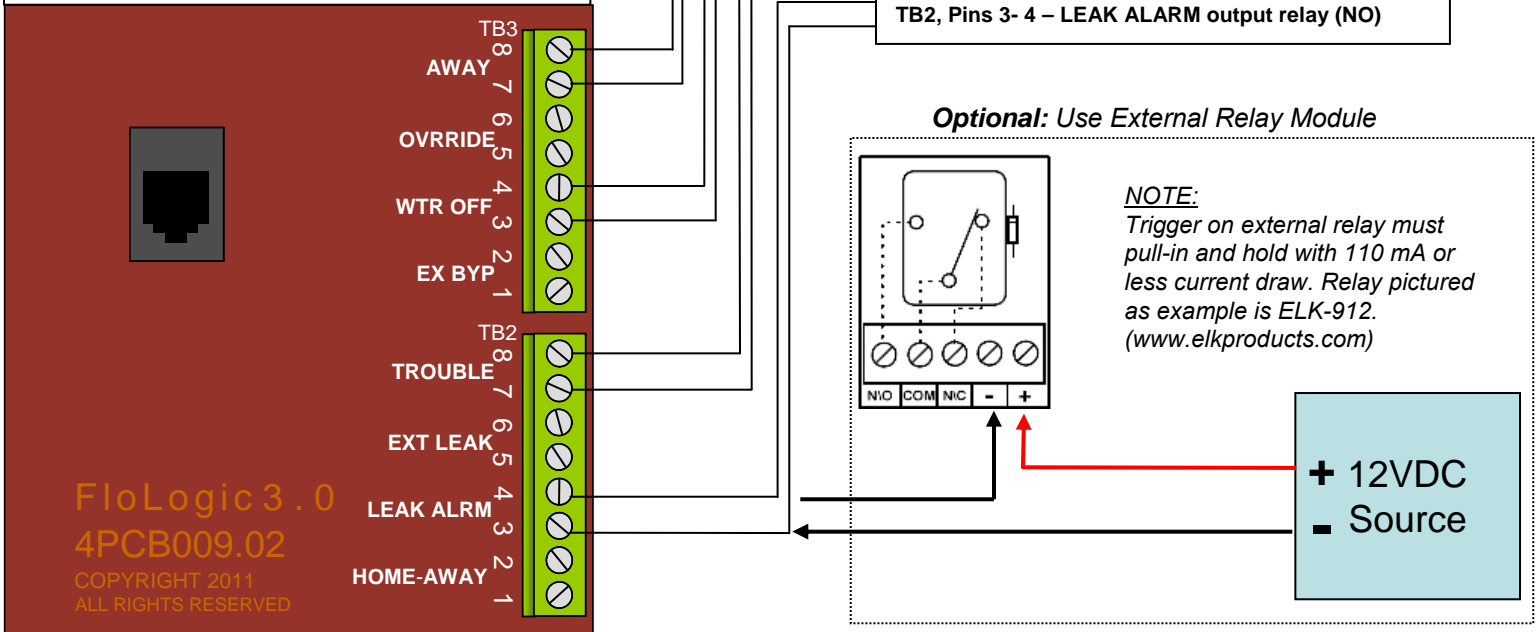 TB3
8
AWAY
7
6
OVRRIDE
5
4
WTR OFF
3
2
EX BYP
1
TB2
8
TROUBLE
7
6
EXT LEAK
5
4
LEAK ALRM
3
2
HOME-AWAY
1
FloLogic 3.0
4PCB009.02
COPYRIGHT 2011
ALL RIGHTS RESERVED
TB2, Pins 3- 4 – LEAK ALARM output relay (NO)
Optional: Use External Relay Module
N\O COM N\C - +
NOTE:
Trigger on external relay must
pull-in and hold with 110 mA or
less current draw. Relay pictured
as example is ELK-912.
(www.elkproducts.com)
+ 12VDC
- Source